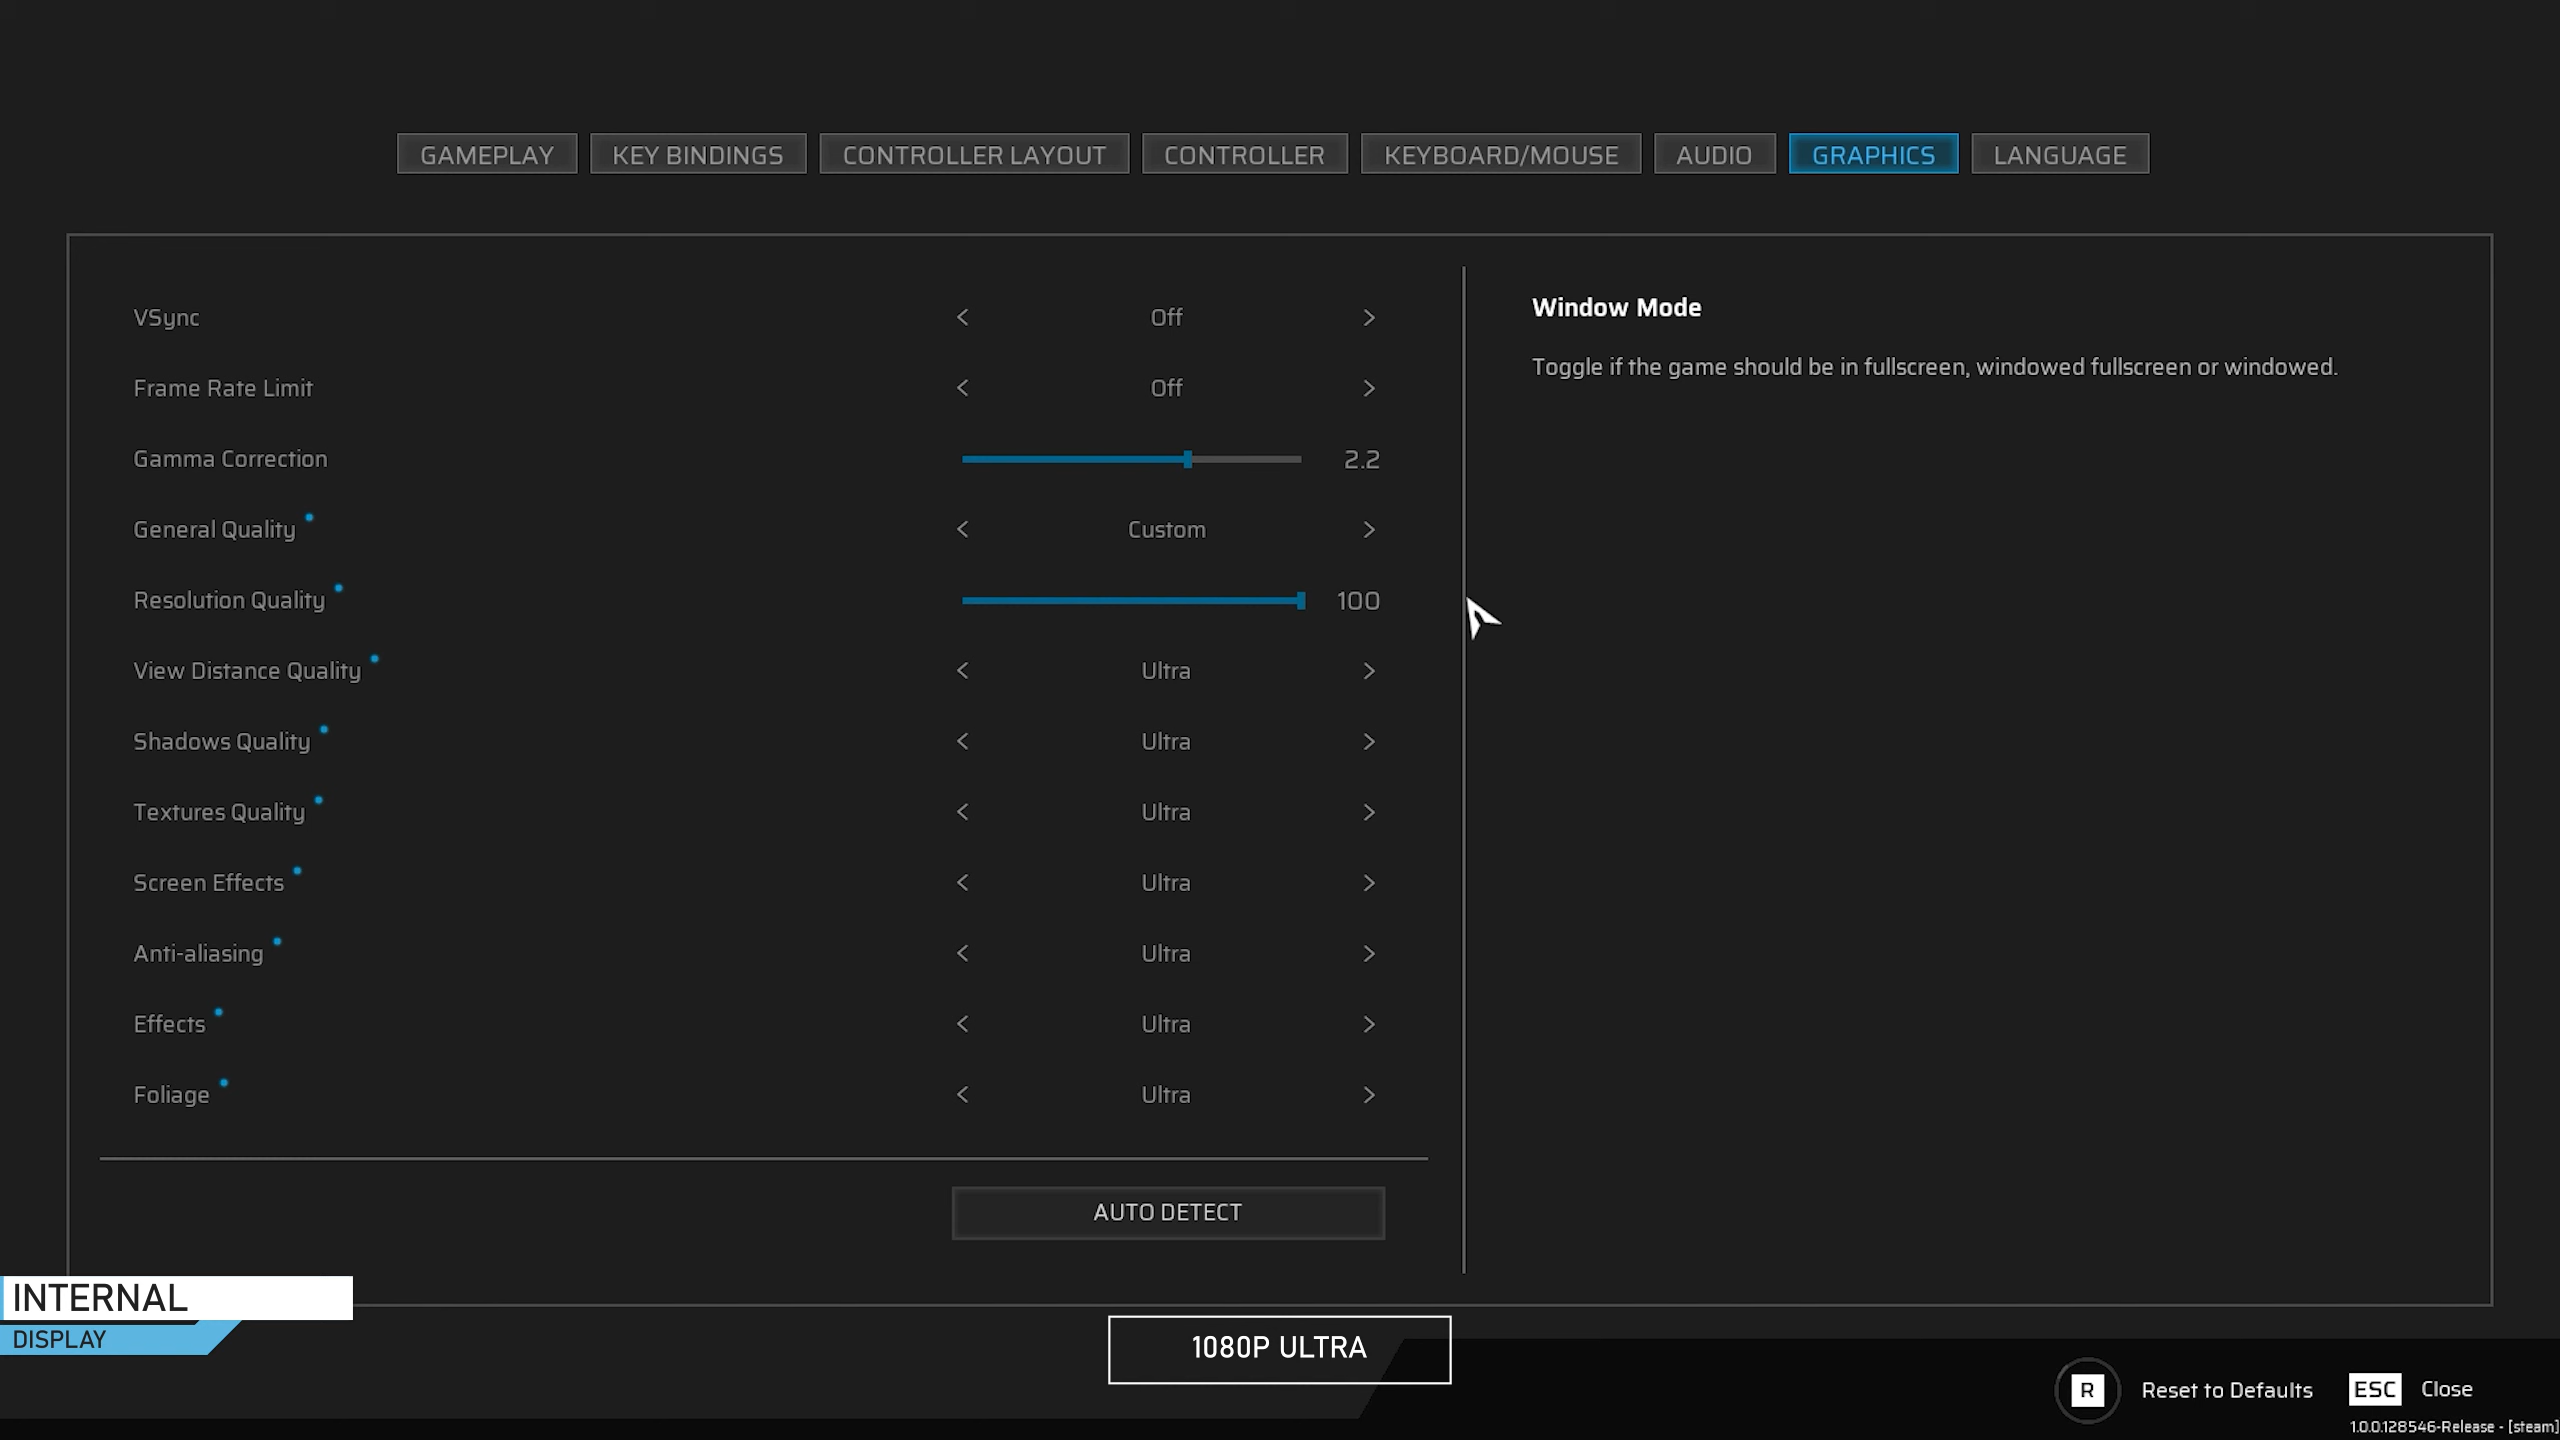 GAMEPLAY KEY BINDINGS CONTROLLER LAYOUT CONTROLLER KEYBOARD/MOUSE AUDIO GRAPHICS LANGUAGE
VSync < Off >
Frame Rate Limit < Off >
Gamma Correction 2.2
General Quality < Custom >
Resolution Quality 100
View Distance Quality < Ultra >
Shadows Quality < Ultra >
Textures Quality < Ultra >
Screen Effects < Ultra >
Anti-aliasing < Ultra >
Effects < Ultra >
Foliage < Ultra >
AUTO DETECT
Window Mode
Toggle if the game should be in fullscreen, windowed fullscreen or windowed.
INTERNAL
DISPLAY
1080P ULTRA
R Reset to Defaults ESC Close
1.0.0.128546-Release - [steam]